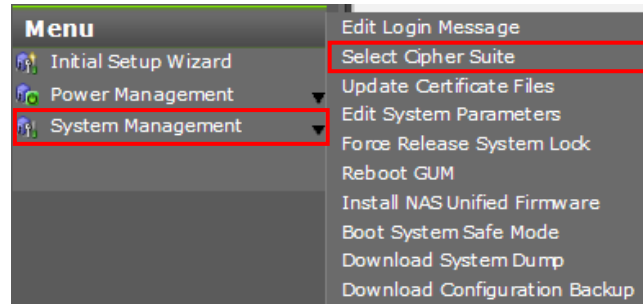 Menu
Initial Setup Wizard
Power Management
System Management
Edit Login Message
Select Cipher Suite
Update Certificate Files
Edit System Parameters
Force Release System Lock
Reboot GUM
Install NAS Unified Firmware
Boot System Safe Mode
Download System Dump
Download Configuration Backup